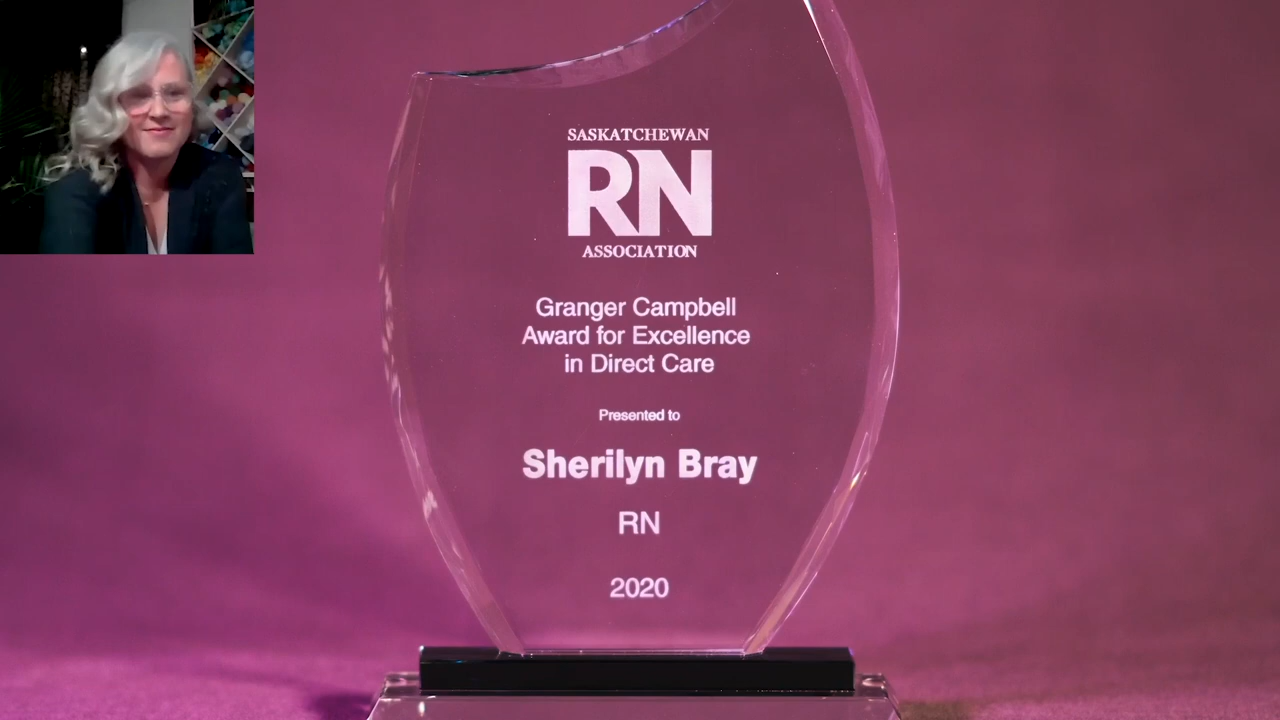 SASKATCHEWAN
RN
ASSOCIATION
Granger Campbell
Award for Excellence
in Direct Care
Presented to
Sherilyn Bray
RN
2020